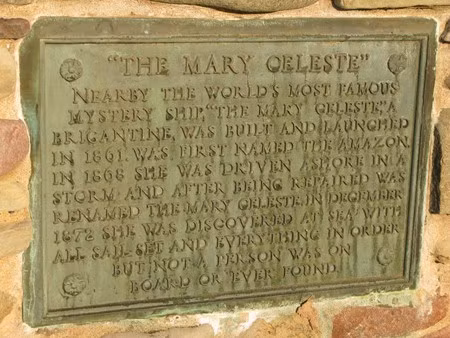 "THE MARY CELESTE"
NEARBY THE WORLD'S MOST FAMOUS
MYSTERY SHIP, "THE MARY CELESTE," A
BRIGANTINE, WAS BUILT AND LAUNCHED
IN 1861. WAS FIRST NAMED THE AMAZON.
IN 1868 SHE WAS DRIVEN ASHORE IN A
STORM AND AFTER BEING REPAIRED WAS
RENAMED THE MARY CELESTE. IN DECEMBER
1872 SHE WAS DISCOVERED AT SEA WITH
ALL SAIL SET AND EVERYTHING IN ORDER
BUT NOT A PERSON WAS ON
BOARD OR EVER FOUND.